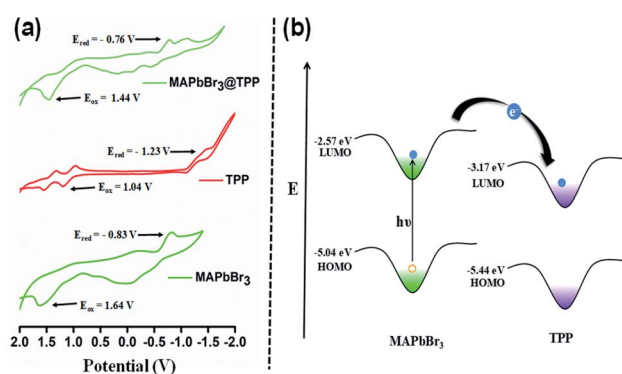 (a)
E_red = - 0.76 V
MAPbBr₃@TPP
E_ox = 1.44 V
E_red = - 1.23 V
TPP
E_ox = 1.04 V
E_red = - 0.83 V
MAPbBr₃
E_ox = 1.64 V
2.0 1.5 1.0 0.5 0.0 -0.5 -1.0 -1.5 -2.0
Potential (V)
(b)
E
e⁻
-2.57 eV
LUMO
-3.17 eV
LUMO
hυ
-5.04 eV
HOMO
-5.44 eV
HOMO
MAPbBr₃
TPP